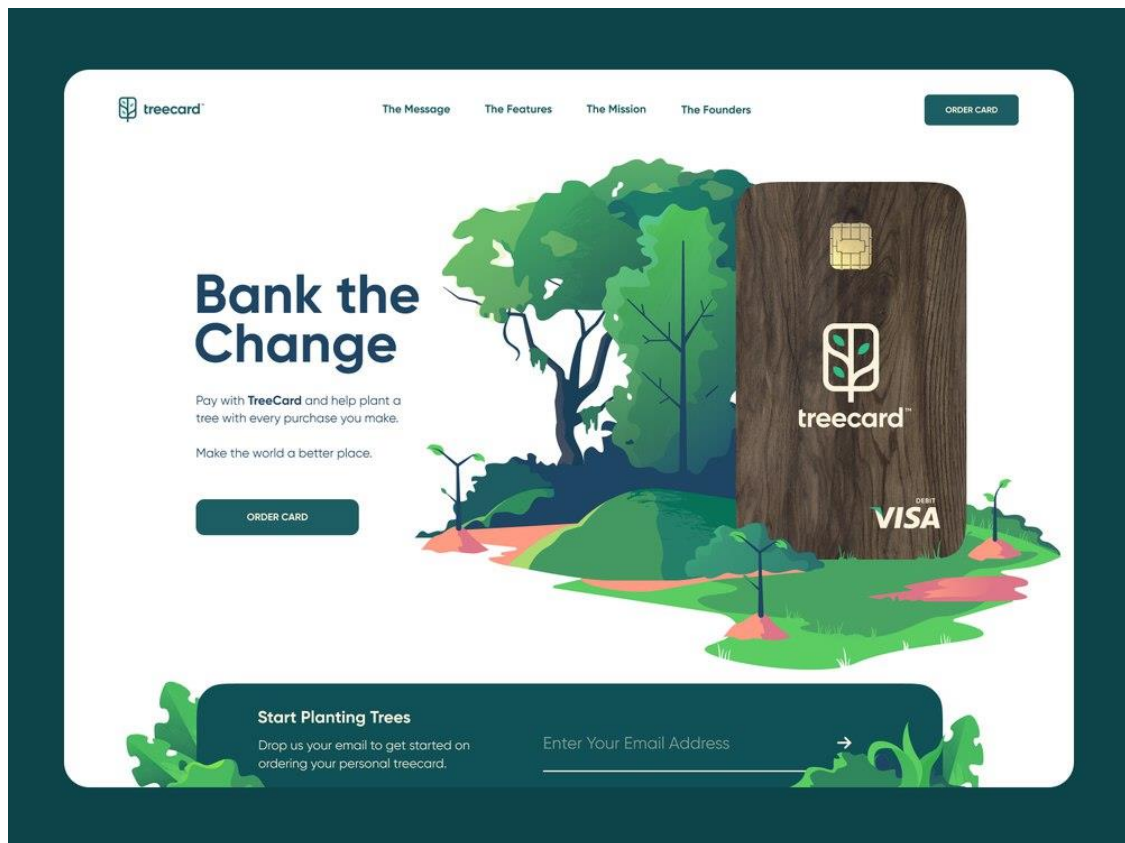 treecard™
The Message
The Features
The Mission
The Founders
ORDER CARD
Bank the
Change
Pay with TreeCard and help plant a
tree with every purchase you make.
Make the world a better place.
ORDER CARD
treecard™
DEBIT
VISA
Start Planting Trees
Drop us your email to get started on
ordering your personal treecard.
Enter Your Email Address